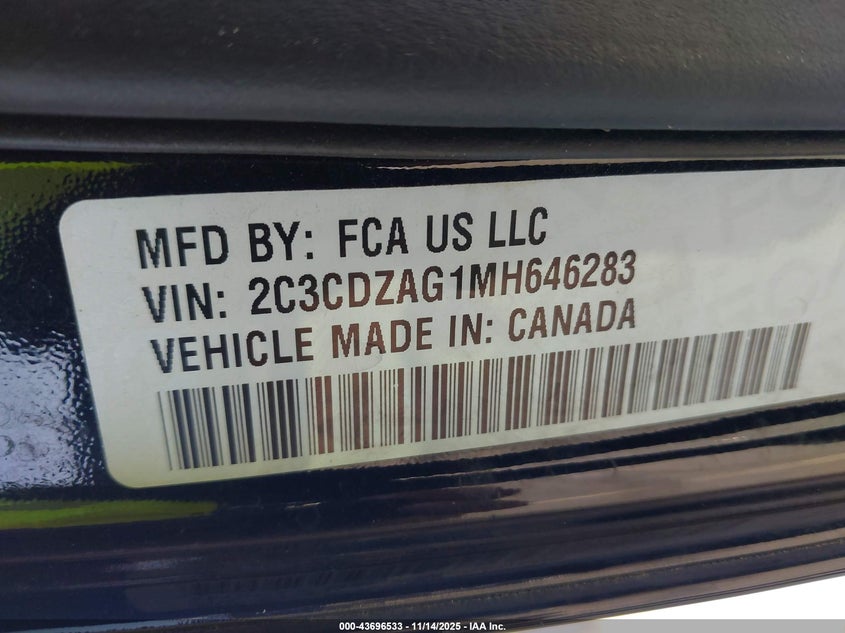 MFD BY: FCA US LLC
VIN: 2C3CDZAG1MH646283
VEHICLE MADE IN: CANADA
000-43696533 - 11/14/2025 - IAA Inc.